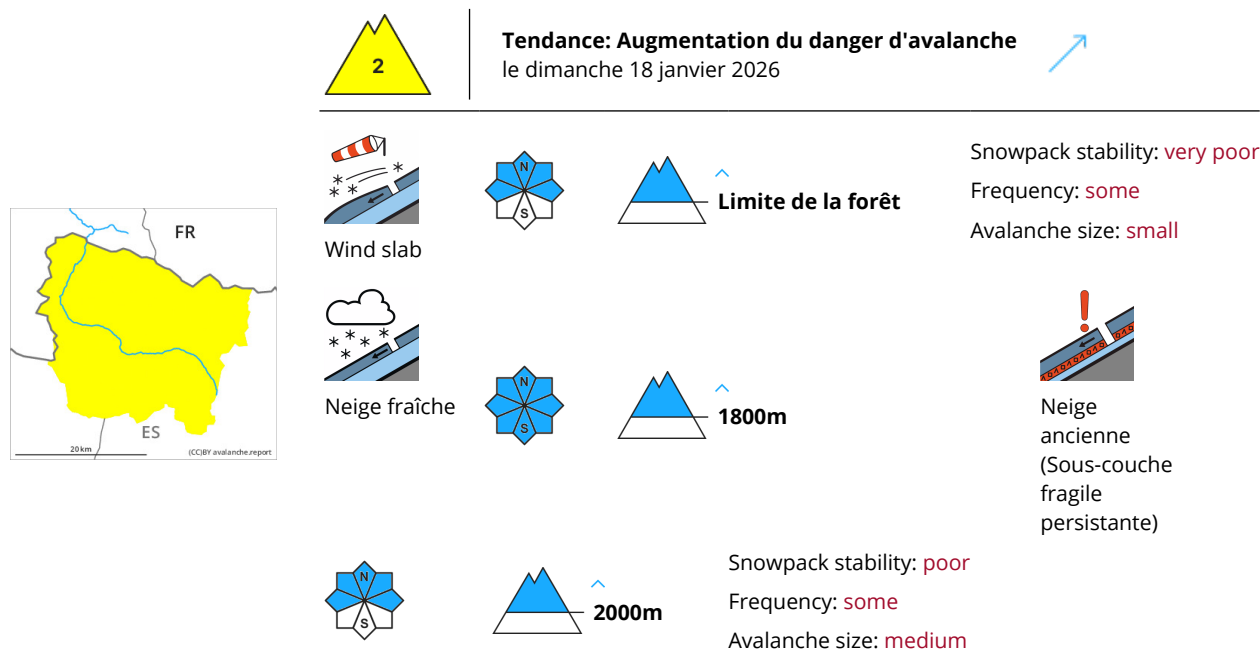 2
Tendance: Augmentation du danger d'avalanche
le dimanche 18 janvier 2026
FR
ES
20 km
(CC)BY avalanche.report
Wind slab
N
S
Limite de la forêt
Snowpack stability: very poor
Frequency: some
Avalanche size: small
Neige fraîche
N
S
1800m
Neige
ancienne
(Sous-couche
fragile
persistante)
N
S
2000m
Snowpack stability: poor
Frequency: some
Avalanche size: medium